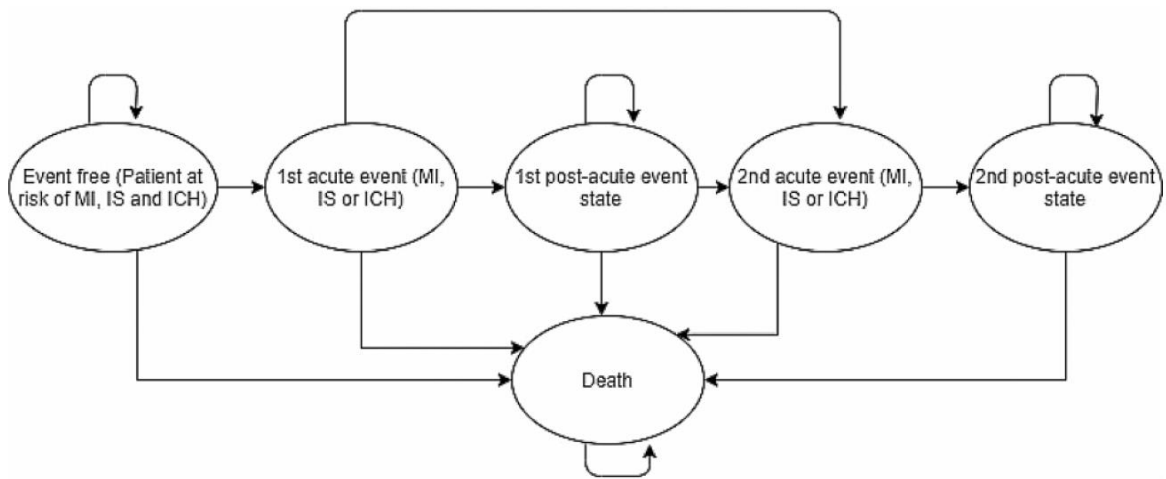 Event free (Patient at
risk of MI, IS and ICH)
1st acute event (MI,
IS or ICH)
1st post-acute event
state
2nd acute event (MI,
IS or ICH)
2nd post-acute event
state
Death